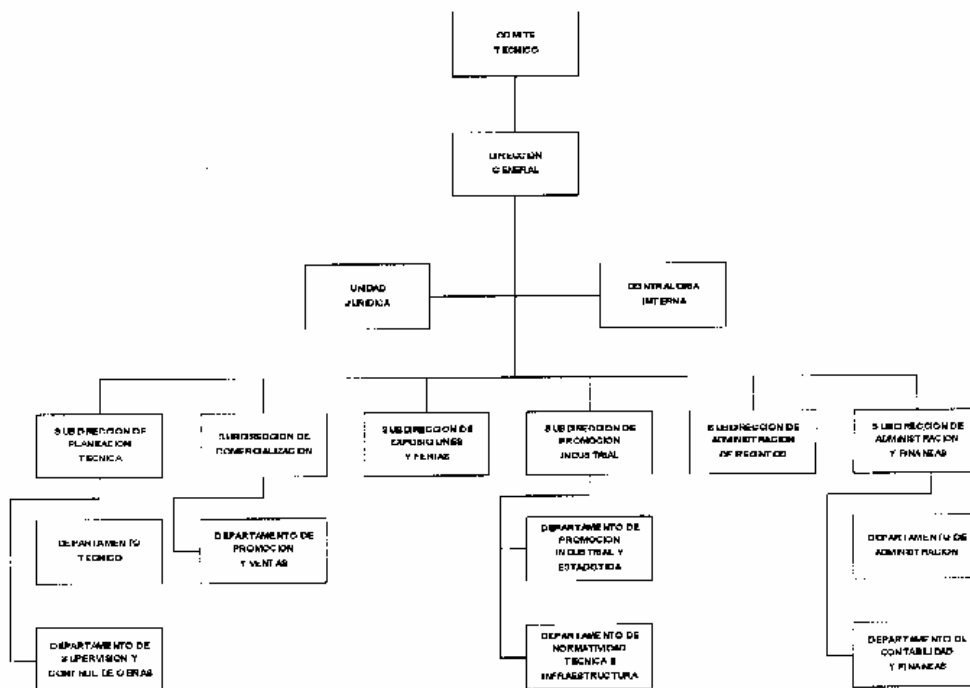 COMITE
TECNICO
DIRECCION
GENERAL
UNIDAD
JURIDICA
CONTRALORIA
INTERNA
SUBDIRECCION DE
PLANEACION
TECNICA
SUBDIRECCION DE
COMERCIALIZACION
SUBDIRECCION DE
EXPOSICIONES
Y FERIAS
SUBDIRECCION DE
PROMOCION
INDUSTRIAL
SUBDIRECCION DE
ADMINISTRACION
DE RECINTOS
SUBDIRECCION DE
ADMINISTRACION
Y FINANZAS
DEPARTAMENTO
TECNICO
DEPARTAMENTO DE
PROMOCION
Y VENTAS
DEPARTAMENTO DE
PROMOCION
INDUSTRIAL Y
ESTADISTICA
DEPARTAMENTO DE
ADMINISTRACION
DEPARTAMENTO DE
SUPERVISION Y
CONTROL DE OBRAS
DEPARTAMENTO DE
NORMATIVIDAD
TECNICA E
INFRAESTRUCTURA
DEPARTAMENTO DE
CONTABILIDAD
Y FINANZAS